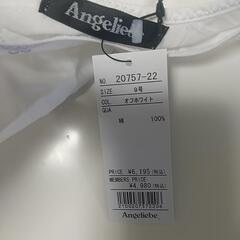 Angeliebe
NO. 20757-22
SIZE 9号
COL オフホワイト
QUA
綿 100%
PRICE ¥6,195(税込)
MEMBERS PRICE
¥4,980(税込)
Angeliebe